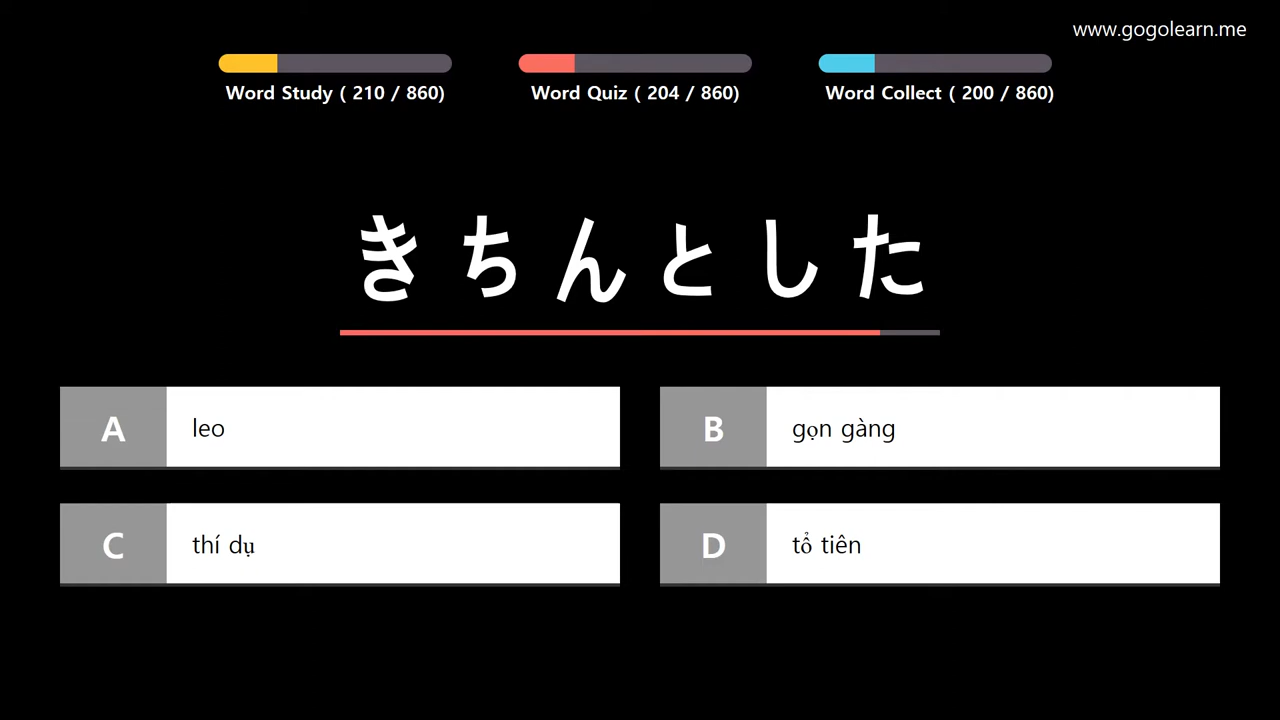 www.gogolearn.me
Word Study ( 210 / 860)
Word Quiz ( 204 / 860)
Word Collect ( 200 / 860)
きちんとした
A leo
B gọn gàng
C thí dụ
D tổ tiên